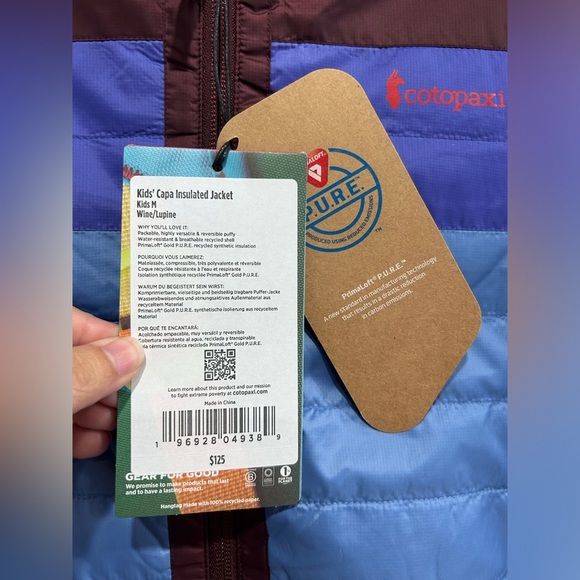 cotopaxi
P.U.R.E.™
PRODUCED USING REDUCED EMISSIONS
PrimaLoft® P.U.R.E.™
A new standard in manufacturing technology
that results in a drastic reduction
in carbon emissions.
Kids' Capa Insulated Jacket
Kids M
Wine/Lupine
WHY YOU'LL LOVE IT:
Packable, highly versatile & reversible puffy
Water-resistant & breathable recycled shell
PrimaLoft® Gold P.U.R.E. recycled synthetic insulation
POURQUOI VOUS L'AIMEREZ:
Matelassée, compressible, très polyvalente et réversible
Coque recyclée résistante à l'eau et respirante
Isolation synthétique recyclée PrimaLoft® Gold P.U.R.E.
WARUM DU BEGEISTERT SEIN WIRST:
Komprimierbare, vielseitige und beidseitig tragbare Puffer-Jacke
Wasserabweisendes und atmungsaktives Außenmaterial aus
recyceltem Material
PrimaLoft® Gold P.U.R.E. synthetische Isolierung aus recyceltem
Material
POR QUÉ TE ENCANTARÁ:
Acolchado empacable, muy versátil y reversible
Cobertura resistente al agua, reciclada y transpirable
térmica sintética reciclada PrimaLoft® Gold P.U.R.E.
Learn more about this product and our mission
to fight extreme poverty at cotopaxi.com
Made in China
1 96928 04938 9
$125
GEAR FOR GOOD
We promise to make products that last
and to have a lasting impact.
Hangtag made with 100% recycled paper.